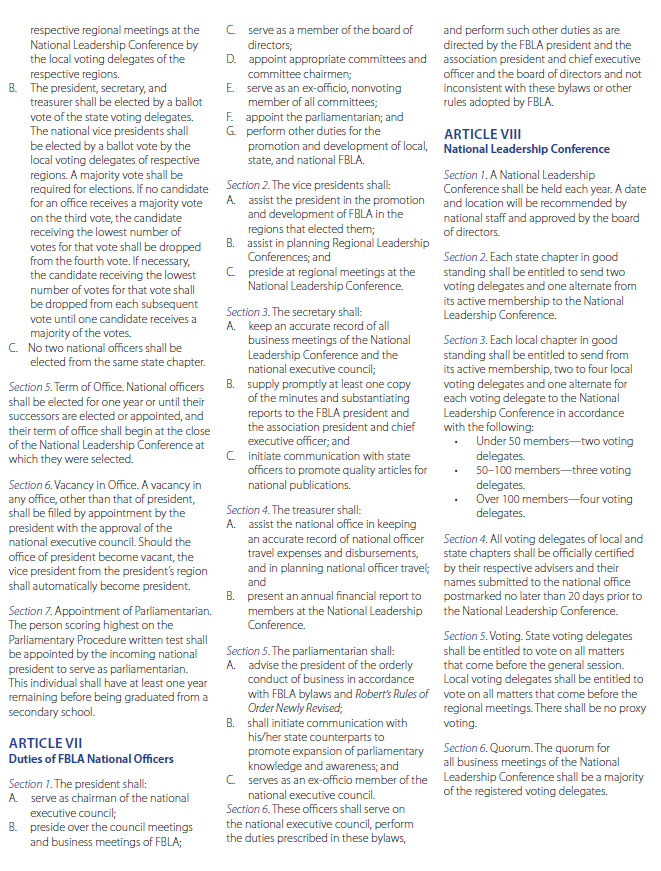 respective regional meetings at the
National Leadership Conference by
the local voting delegates of the
respective regions.
B. The president, secretary, and
treasurer shall be elected by a ballot
vote of the state voting delegates.
The national vice presidents shall
be elected by a ballot vote by the
local voting delegates of respective
regions. A majority vote shall be
required for elections. If no candidate
for an office receives a majority vote
on the third vote, the candidate
receiving the lowest number of
votes for that vote shall be dropped
from the fourth vote. If necessary,
the candidate receiving the lowest
number of votes for that vote shall
be dropped from each subsequent
vote until one candidate receives a
majority of the votes.
C. No two national officers shall be
elected from the same state chapter.
Section 5. Term of Office. National officers
shall be elected for one year or until their
successors are elected or appointed, and
their term of office shall begin at the close
of the National Leadership Conference at
which they were selected.
Section 6. Vacancy in Office. A vacancy in
any office, other than that of president,
shall be filled by appointment by the
president with the approval of the
national executive council. Should the
office of president become vacant, the
vice president from the president's region
shall automatically become president.
Section 7. Appointment of Parliamentarian.
The person scoring highest on the
Parliamentary Procedure written test shall
be appointed by the incoming national
president to serve as parliamentarian.
This individual shall have at least one year
remaining before being graduated from a
secondary school.
ARTICLE VII
Duties of FBLA National Officers
Section 1. The president shall:
A. serve as chairman of the national
executive council;
B. preside over the council meetings
and business meetings of FBLA;
C. serve as a member of the board of
directors;
D. appoint appropriate committees and
committee chairmen;
E. serve as an ex-officio, nonvoting
member of all committees;
F. appoint the parliamentarian; and
G. perform other duties for the
promotion and development of local,
state, and national FBLA.
Section 2. The vice presidents shall:
A. assist the president in the promotion
and development of FBLA in the
regions that elected them;
B. assist in planning Regional Leadership
Conferences; and
C. preside at regional meetings at the
National Leadership Conference.
Section 3. The secretary shall:
A. keep an accurate record of all
business meetings of the National
Leadership Conference and the
national executive council;
B. supply promptly at least one copy
of the minutes and substantiating
reports to the FBLA president and
the association president and chief
executive officer; and
C. initiate communication with state
officers to promote quality articles for
national publications.
Section 4. The treasurer shall:
A. assist the national office in keeping
an accurate record of national officer
travel expenses and disbursements,
and in planning national officer travel;
and
B. present an annual financial report to
members at the National Leadership
Conference.
Section 5. The parliamentarian shall:
A. advise the president of the orderly
conduct of business in accordance
with FBLA bylaws and Robert's Rules of
Order Newly Revised;
B. shall initiate communication with
his/her state counterparts to
promote expansion of parliamentary
knowledge and awareness; and
C. serves as an ex-officio member of the
national executive council.
Section 6. These officers shall serve on
the national executive council, perform
the duties prescribed in these bylaws,
and perform such other duties as are
directed by the FBLA president and the
association president and chief executive
officer and the board of directors and not
inconsistent with these bylaws or other
rules adopted by FBLA.
ARTICLE VIII
National Leadership Conference
Section 1. A National Leadership
Conference shall be held each year. A date
and location will be recommended by
national staff and approved by the board
of directors.
Section 2. Each state chapter in good
standing shall be entitled to send two
voting delegates and one alternate from
its active membership to the National
Leadership Conference.
Section 3. Each local chapter in good
standing shall be entitled to send from
its active membership, two to four local
voting delegates and one alternate for
each voting delegate to the National
Leadership Conference in accordance
with the following:
• Under 50 members—two voting
delegates.
• 50–100 members—three voting
delegates.
• Over 100 members—four voting
delegates.
Section 4. All voting delegates of local and
state chapters shall be officially certified
by their respective advisers and their
names submitted to the national office
postmarked no later than 20 days prior to
the National Leadership Conference.
Section 5. Voting. State voting delegates
shall be entitled to vote on all matters
that come before the general session.
Local voting delegates shall be entitled to
vote on all matters that come before the
regional meetings. There shall be no proxy
voting.
Section 6. Quorum. The quorum for
all business meetings of the National
Leadership Conference shall be a majority
of the registered voting delegates.